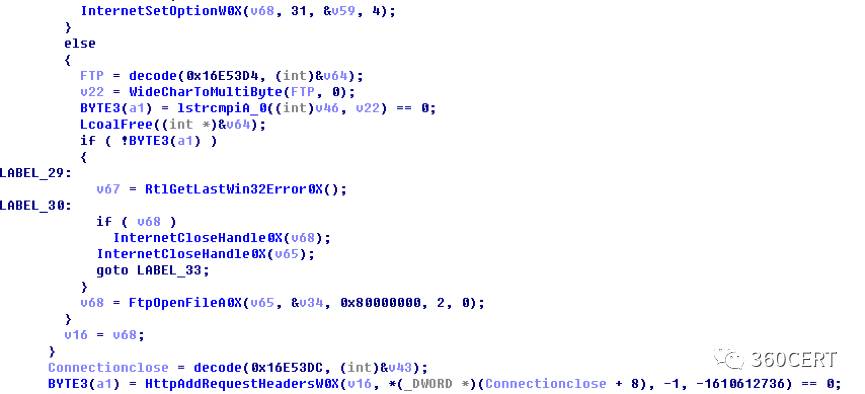 InternetSetOptionW0X(v68, 31, &v59, 4);
}
else
{
FTP = decode(0x16E53D4, (int)&v64);
v22 = WideCharToMultiByte(FTP, 0);
BYTE3(a1) = lstrcmpiA_0((int)v46, v22) == 0;
LcoalFree((int *)&v64);
if ( !BYTE3(a1) )
{
LABEL_29:
v67 = RtlGetLastWin32Error0X();
LABEL_30:
if ( v68 )
InternetCloseHandle0X(v68);
InternetCloseHandle0X(v65);
goto LABEL_33;
}
v68 = FtpOpenFileA0X(v65, &v34, 0x80000000, 2, 0);
}
v16 = v68;
}
Connectionclose = decode(0x16E53DC, (int)&v43);
BYTE3(a1) = HttpAddRequestHeadersW0X(v16, *(_DWORD *)(Connectionclose + 8), -1, -1610612736) == 0;
360CERT